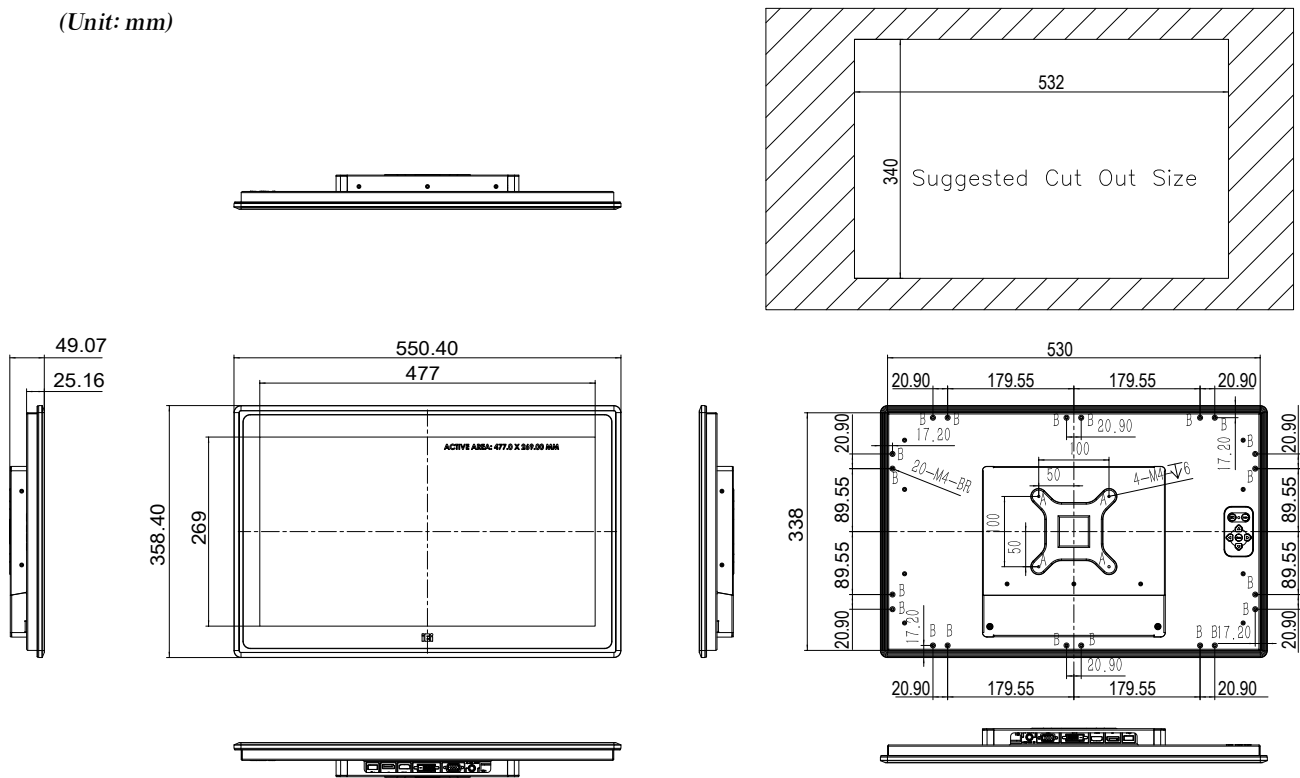 (Unit: mm)
532
340
Suggested Cut Out Size
49.07
25.16
550.40
477
ACTIVE AREA: 477.0 X 269.00 MM
358.40
269
530
20.90 179.55 179.55 20.90
B B B B B B
20.90
20.90 17.20 17.20 20.90
100
50
B B
20-M4-BR
4-M4-↧6
B B
A A
89.55 89.55
338
100
50
A A
89.55 89.55
B B
B B
20.90 17.20 17.20 20.90
B B B B B B
20.90
20.90 179.55 179.55 20.90